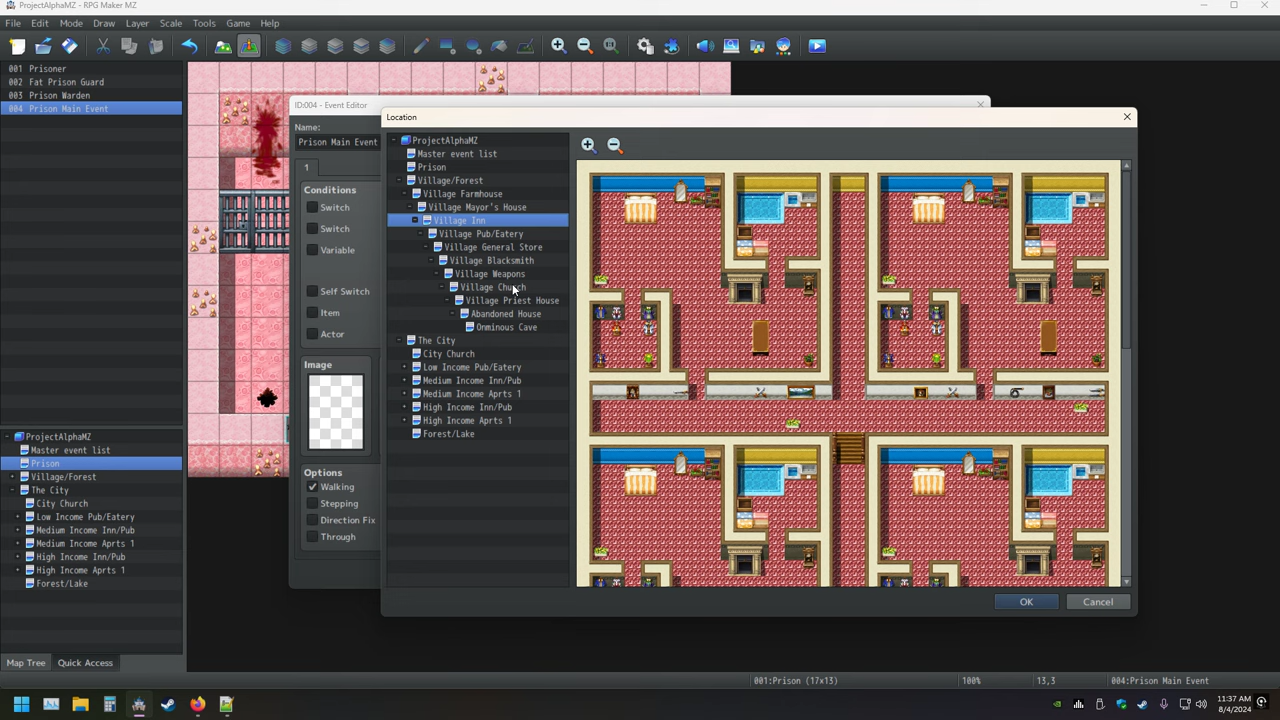 ProjectAlphaMZ - RPG Maker MZ
File Edit Mode Draw Layer Scale Tools Game Help
001 Prisoner
002 Fat Prison Guard
003 Prison Warden
004 Prison Main Event
ProjectAlphaMZ
Master event list
Prison
Village/Forest
The City
City Church
Low Income Pub/Eatery
Medium Income Inn/Pub
Medium Income Aprts 1
High Income Inn/Pub
High Income Aprts 1
Forest/Lake
Map Tree Quick Access
ID:004 - Event Editor
Name:
Prison Main Event
1
Conditions
Switch
Switch
Variable
Self Switch
Item
Actor
Image
Options
Walking
Stepping
Direction Fix
Through
Location
ProjectAlphaMZ
Master event list
Prison
Village/Forest
Village Farmhouse
Village Mayor's House
Village Inn
Village Pub/Eatery
Village General Store
Village Blacksmith
Village Weapons
Village Church
Village Priest House
Abandoned House
Onminous Cave
The City
City Church
Low Income Pub/Eatery
Medium Income Inn/Pub
Medium Income Aprts 1
High Income Inn/Pub
High Income Aprts 1
Forest/Lake
OK Cancel
001:Prison (17x13) 100% 13,3 004:Prison Main Event
11:37 AM
8/4/2024